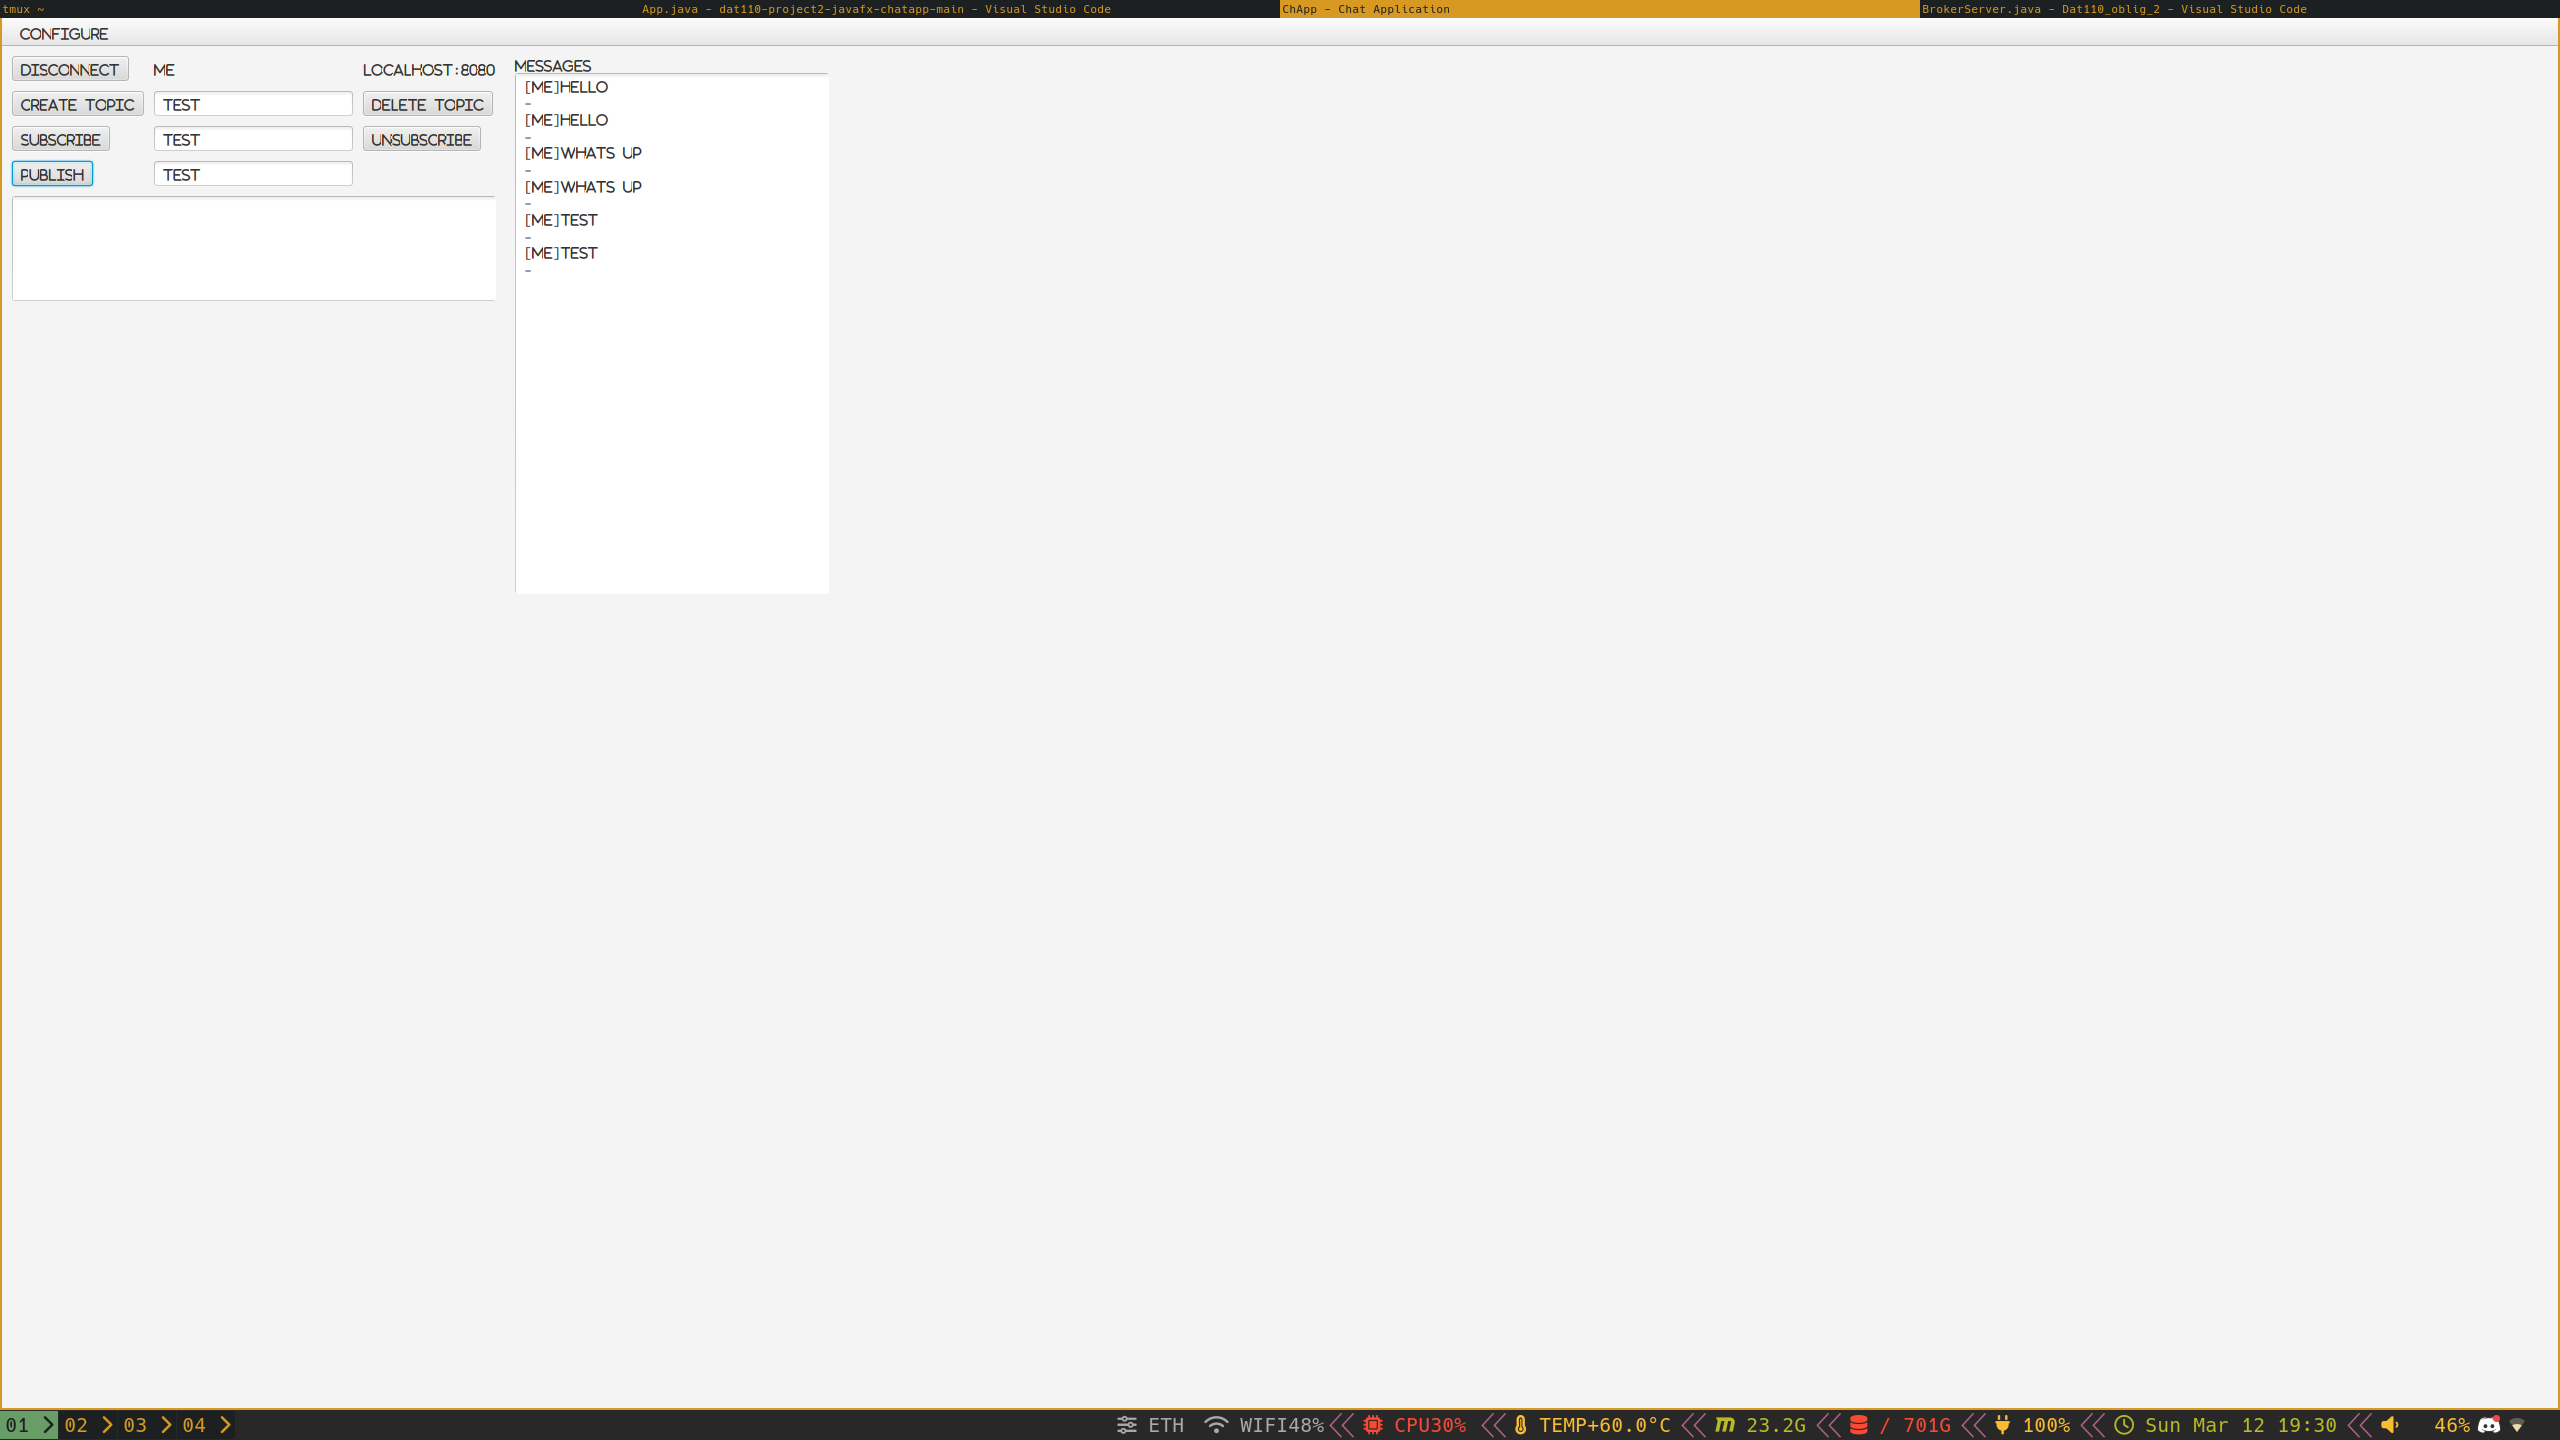 tmux ~
App.java - dat110-project2-javafx-chatapp-main - Visual Studio Code
ChApp - Chat Application
BrokerServer.java - Dat110_oblig_2 - Visual Studio Code
CONFIGURE
DISCONNECT ME LOCALHOST:8080
CREATE TOPIC TEST DELETE TOPIC
SUBSCRIBE TEST UNSUBSCRIBE
PUBLISH TEST
MESSAGES
[ME]HELLO
-
[ME]HELLO
-
[ME]WHATS UP
-
[ME]WHATS UP
-
[ME]TEST
-
[ME]TEST
-
01 02 03 04 ETH WIFI48% CPU30% TEMP+60.0°C 23.2G / 701G 100% Sun Mar 12 19:30 46%